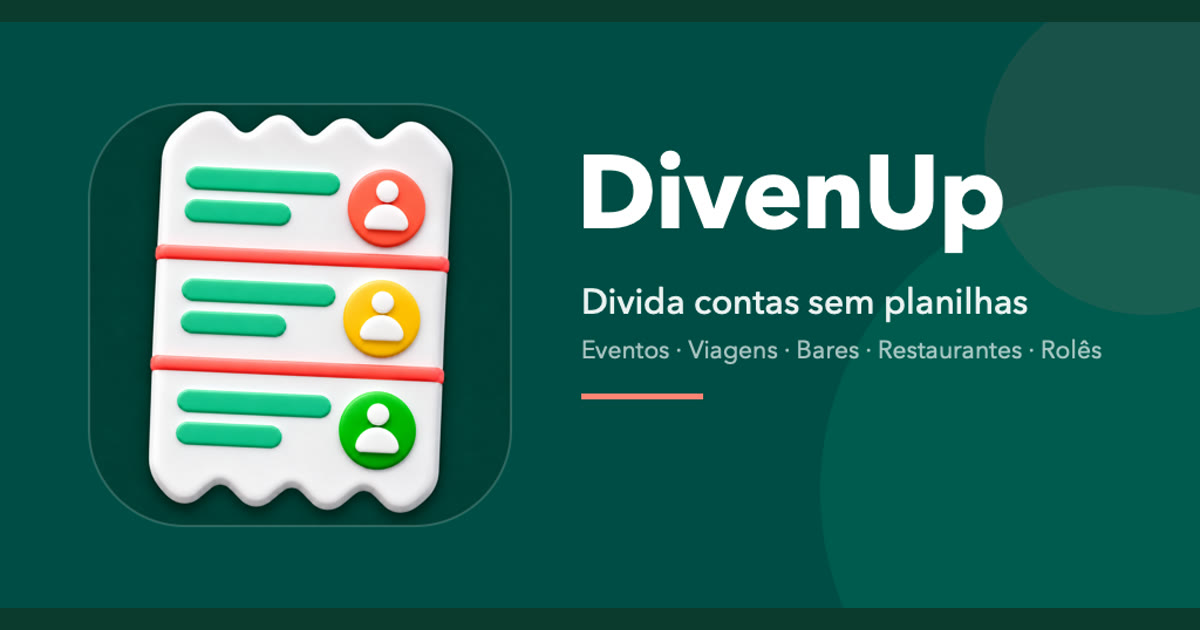 DivenUp
Divida contas sem planilhas
Eventos · Viagens · Bares · Restaurantes · Rolês